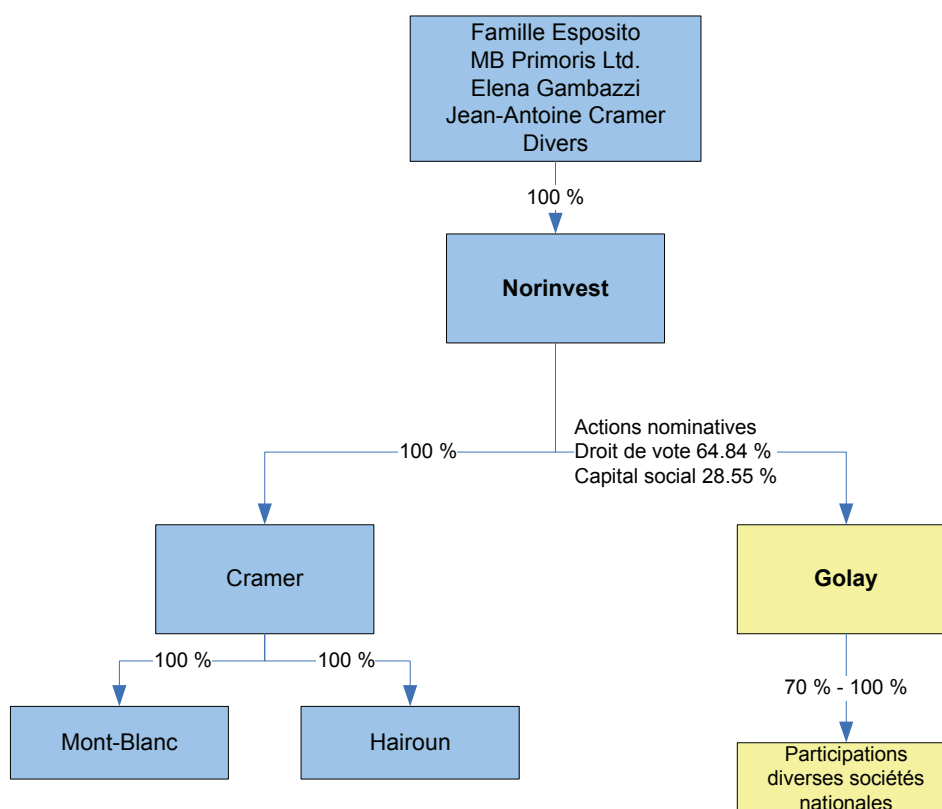 Famille Esposito
MB Primoris Ltd.
Elena Gambazzi
Jean-Antoine Cramer
Divers
100 %
Norinvest
Actions nominatives
Droit de vote 64.84 %
Capital social 28.55 %
100 %
Cramer
Golay
100 %
100 %
70 % - 100 %
Mont-Blanc
Hairoun
Participations
diverses sociétés
nationales